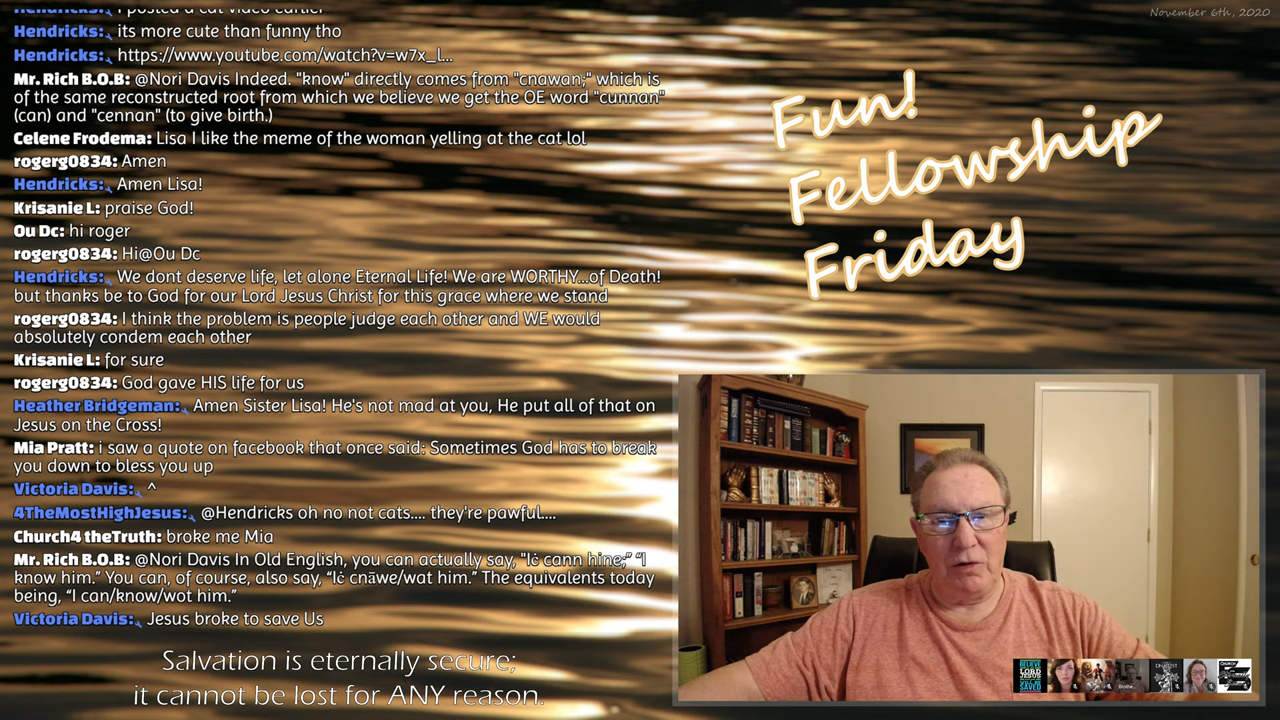 Hendricks: I posted a cat video earlier
Hendricks: its more cute than funny tho
Hendricks: https://www.youtube.com/watch?v=w7x_l...
Mr. Rich B.O.B: @Nori Davis Indeed. "know" directly comes from "cnawan;" which is
of the same reconstructed root from which we believe we get the OE word "cunnan"
(can) and "cennan" (to give birth.)
Celene Frodema: Lisa I like the meme of the woman yelling at the cat lol
rogerg0834: Amen
Hendricks: Amen Lisa!
Krisanie L: praise God!
Ou Dc: hi roger
rogerg0834: Hi@Ou Dc
Hendricks: We dont deserve life, let alone Eternal Life! We are WORTHY...of Death!
but thanks be to God for our Lord Jesus Christ for this grace where we stand
rogerg0834: I think the problem is people judge each other and WE would
absolutely condem each other
Krisanie L: for sure
rogerg0834: God gave HIS life for us
Heather Bridgeman: Amen Sister Lisa! He's not mad at you, He put all of that on
Jesus on the Cross!
Mia Pratt: i saw a quote on facebook that once said: Sometimes God has to break
you down to bless you up
Victoria Davis: ^
4TheMostHighJesus: @Hendricks oh no not cats.... they're pawful....
Church4 theTruth: broke me Mia
Mr. Rich B.O.B: @Nori Davis In Old English, you can actually say, "Iċ cann hine;" “I
know him.” You can, of course, also say, “Iċ cnāwe/wat him.” The equivalents today
being, “I can/know/wot him.”
Victoria Davis: Jesus broke to save Us
Salvation is eternally secure;
it cannot be lost for ANY reason.
November 6th, 2020
Fun!
Fellowship
Friday
BELIEVE
LORD
JESUS
SAVED